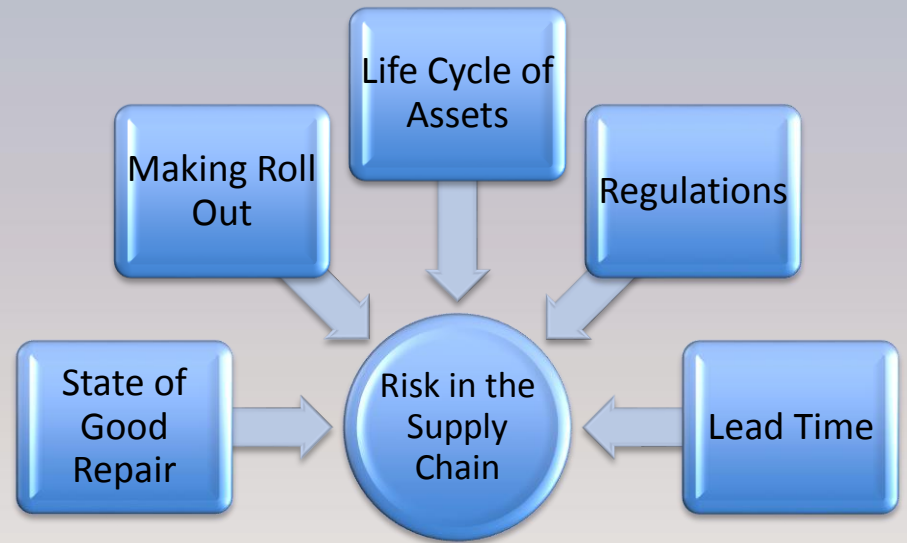 Life Cycle of
Assets
Making Roll
Out
Regulations
State of
Good
Repair
Risk in the
Supply
Chain
Lead Time